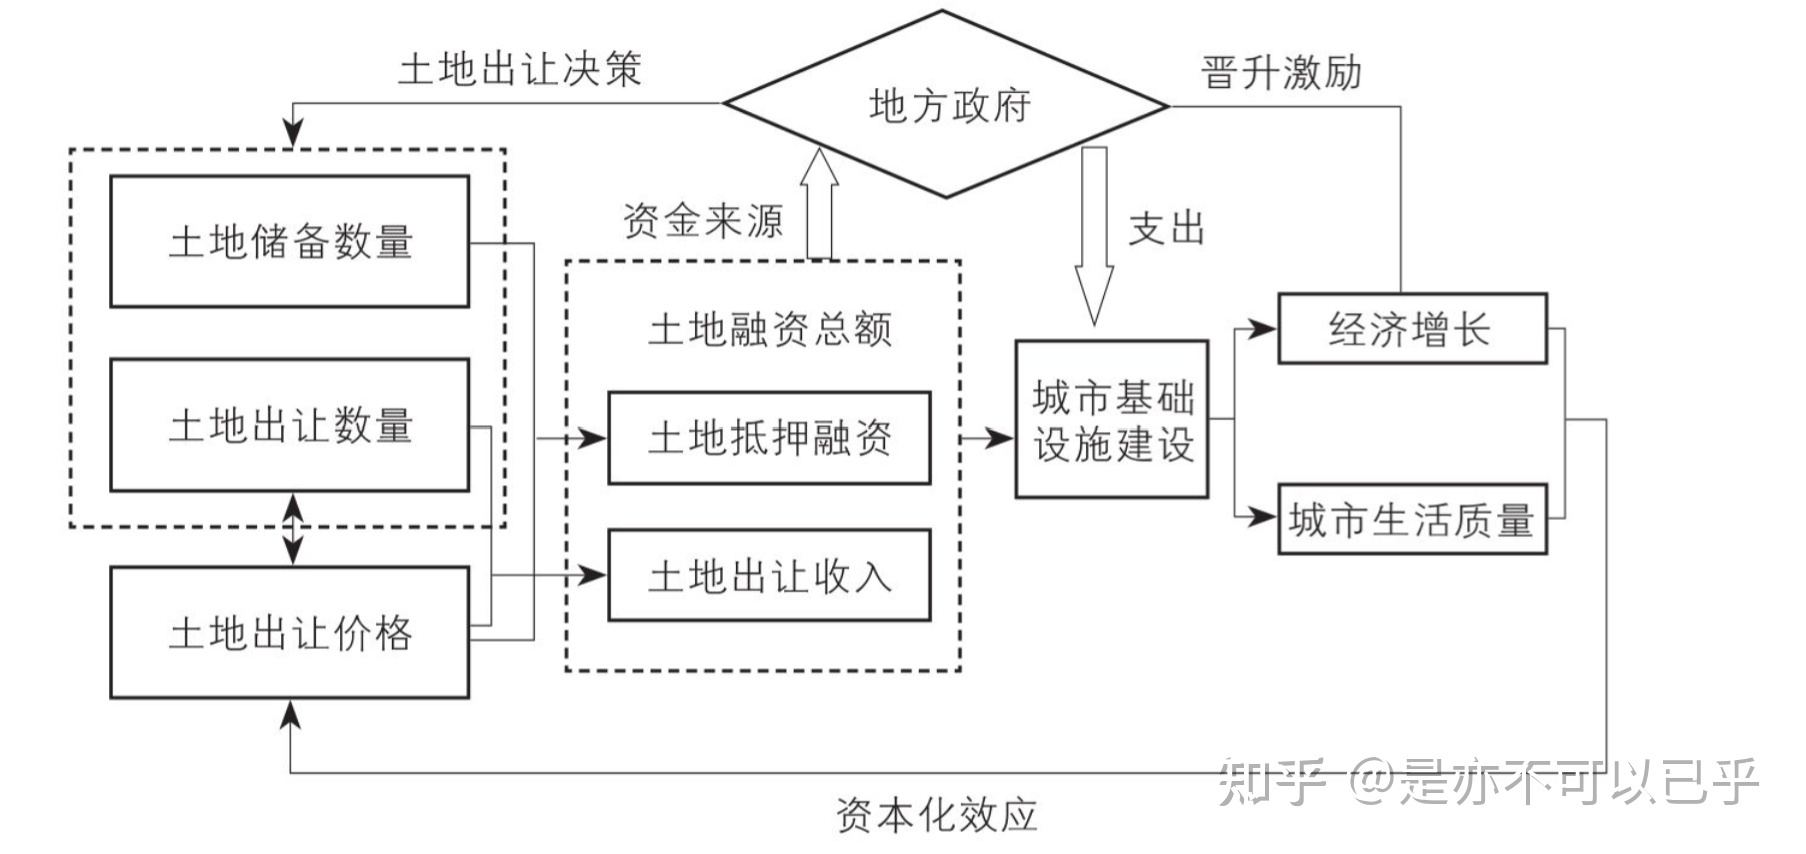 土地出让决策
地方政府
晋升激励
资金来源
支出
土地储备数量
土地出让数量
土地出让价格
土地融资总额
土地抵押融资
土地出让收入
城市基础
设施建设
经济增长
城市生活质量
资本化效应
知乎 @是亦不可以已乎